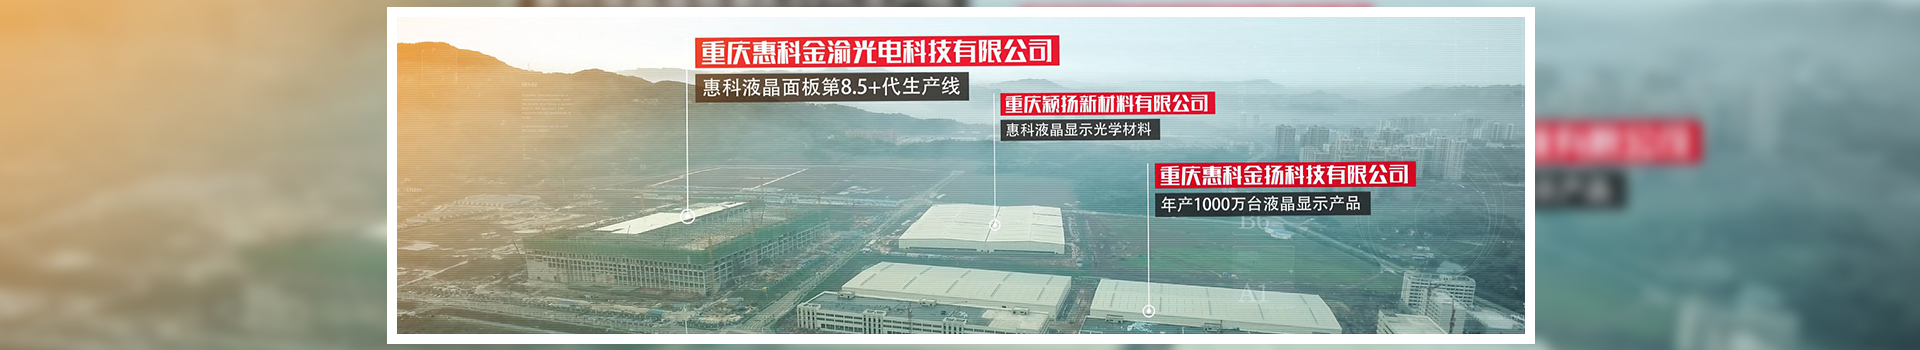 重庆惠科金渝光电科技有限公司
惠科液晶面板第8.5+代生产线
重庆颍扬新材料有限公司
惠科液晶显示光学材料
重庆惠科金扬科技有限公司
年产1000万台液晶显示产品
B6
A1